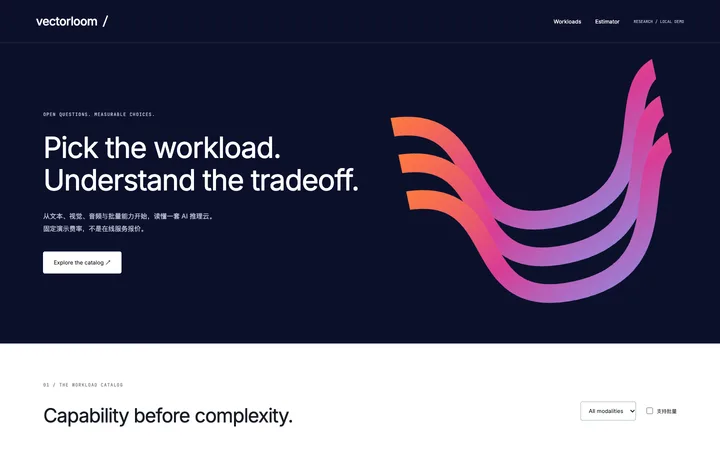 vectorloom /
Workloads
Estimator
RESEARCH / LOCAL DEMO
OPEN QUESTIONS. MEASURABLE CHOICES.
Pick the workload.
Understand the tradeoff.
从文本、视觉、音频与批量能力开始，读懂一套 AI 推理云。
固定演示费率，不是在线服务报价。
Explore the catalog ↗
01 / THE WORKLOAD CATALOG
Capability before complexity.
All modalities
支持批量